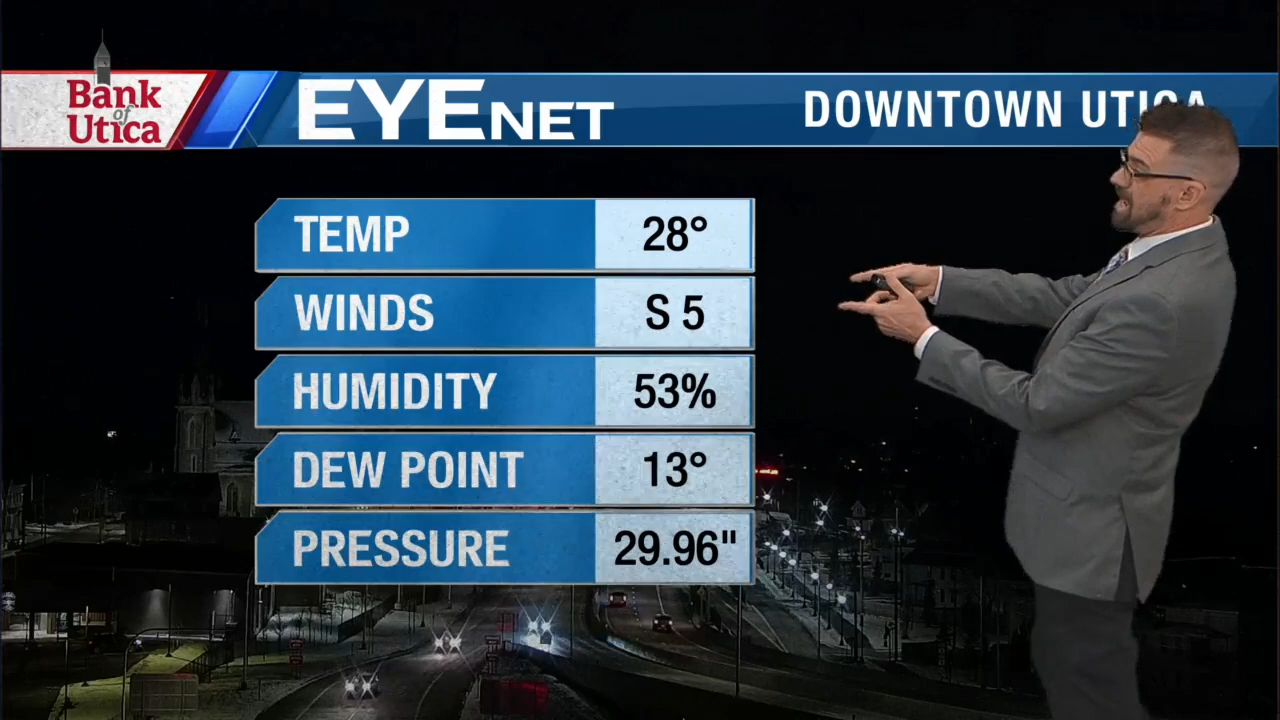 Bank
of
Utica
EYENET
DOWNTOWN UTICA
TEMP 28°
WINDS S 5
HUMIDITY 53%
DEW POINT 13°
PRESSURE 29.96"